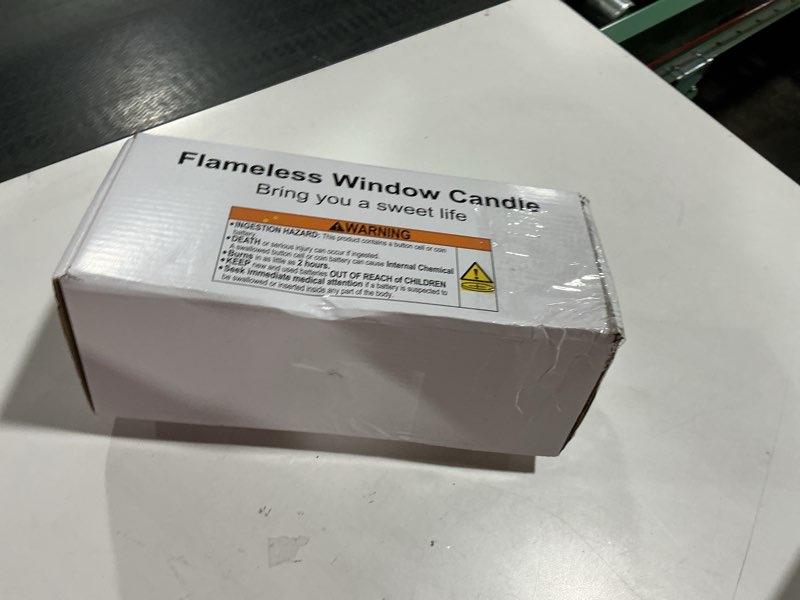 Flameless Window Candle
Bring you a sweet life
WARNING
• INGESTION HAZARD: This product contains a button cell or coin
battery.
• DEATH or serious injury can occur if ingested.
• A swallowed button cell or coin battery can cause Internal Chemical
Burns in as little as 2 hours.
• KEEP new and used batteries OUT OF REACH of CHILDREN
• Seek immediate medical attention if a battery is suspected to
be swallowed or inserted inside any part of the body.